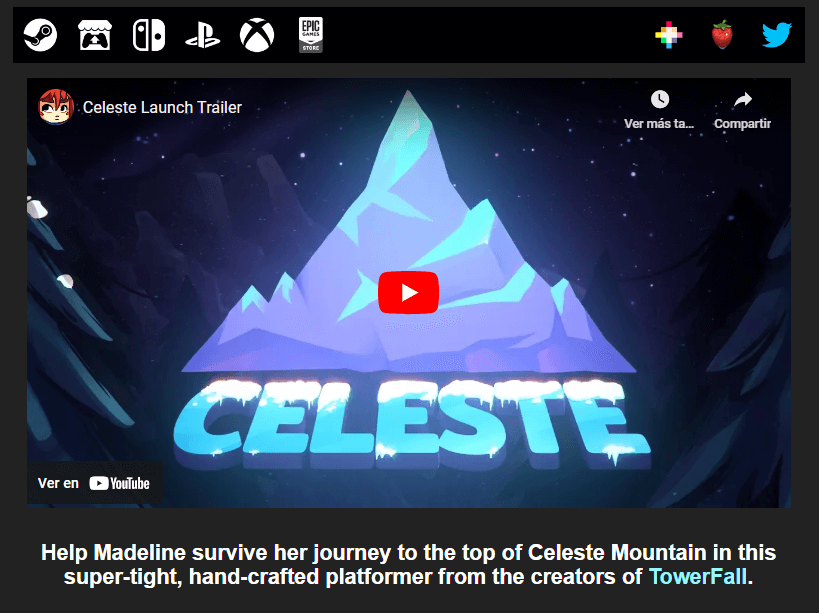 EPIC
GAMES
STORE
Celeste Launch Trailer
Ver más ta...
Compartir
CELESTE
Ver en YouTube
Help Madeline survive her journey to the top of Celeste Mountain in this
super-tight, hand-crafted platformer from the creators of TowerFall.